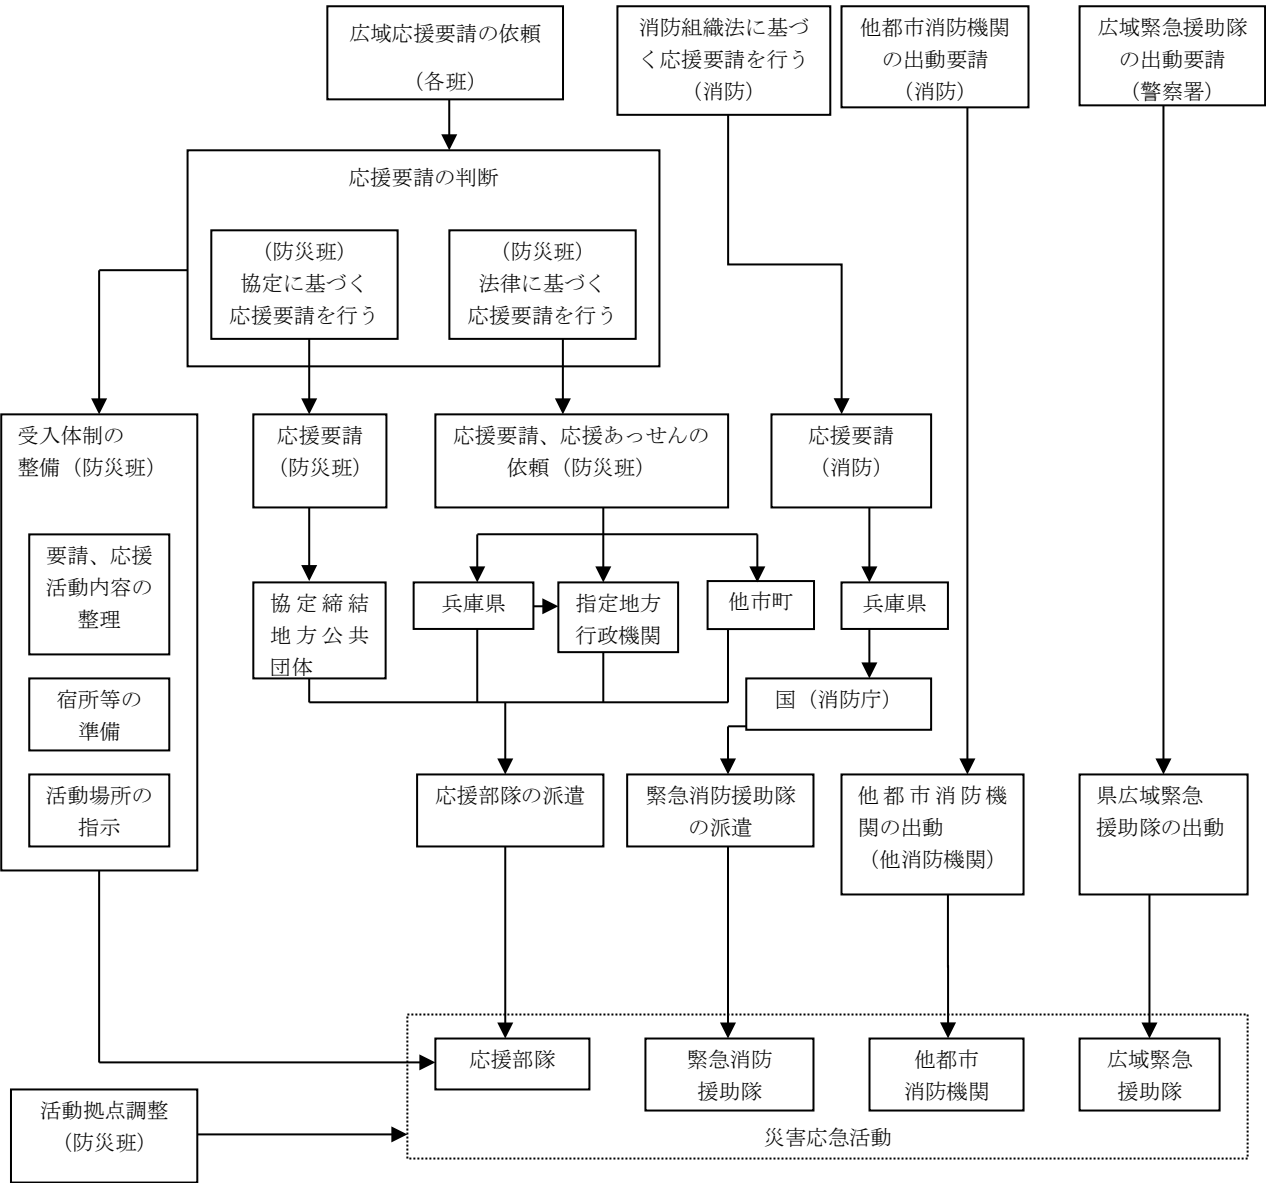 広域応援要請の依頼
（各班）
消防組織法に基づ
く応援要請を行う
（消防）
他都市消防機関
の出動要請
（消防）
広域緊急援助隊
の出動要請
（警察署）
応援要請の判断
（防災班）
協定に基づく
応援要請を行う
（防災班）
法律に基づく
応援要請を行う
受入体制の
整備（防災班）
要請、応援
活動内容の
整理
宿所等の
準備
活動場所の
指示
応援要請
（防災班）
応援要請、応援あっせんの
依頼（防災班）
応援要請
（消防）
協定締結
地方公共
団体
兵庫県
指定地方
行政機関
他市町
兵庫県
国（消防庁）
応援部隊の派遣
緊急消防援助隊
の派遣
他都市消防機
関の出動
（他消防機関）
県広域緊急
援助隊の出動
応援部隊
緊急消防
援助隊
他都市
消防機関
広域緊急
援助隊
災害応急活動
活動拠点調整
（防災班）